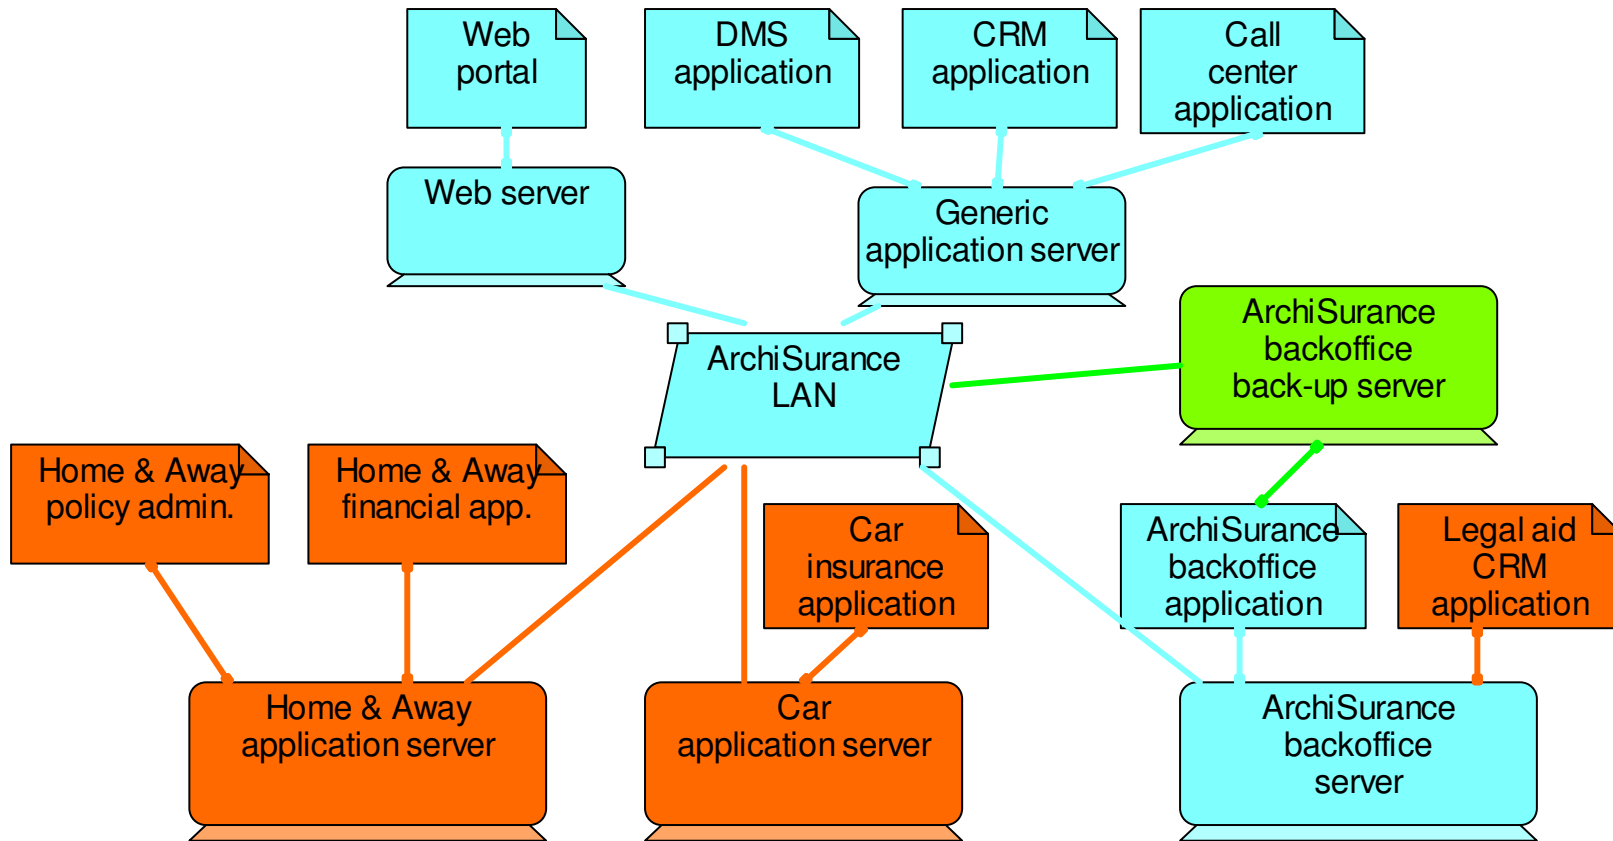 Web
portal
DMS
application
CRM
application
Call
center
application
Web server
Generic
application server
ArchiSurance
backoffice
back-up server
ArchiSurance
LAN
Home & Away
policy admin.
Home & Away
financial app.
Car
insurance
application
ArchiSurance
backoffice
application
Legal aid
CRM
application
Home & Away
application server
Car
application server
ArchiSurance
backoffice
server